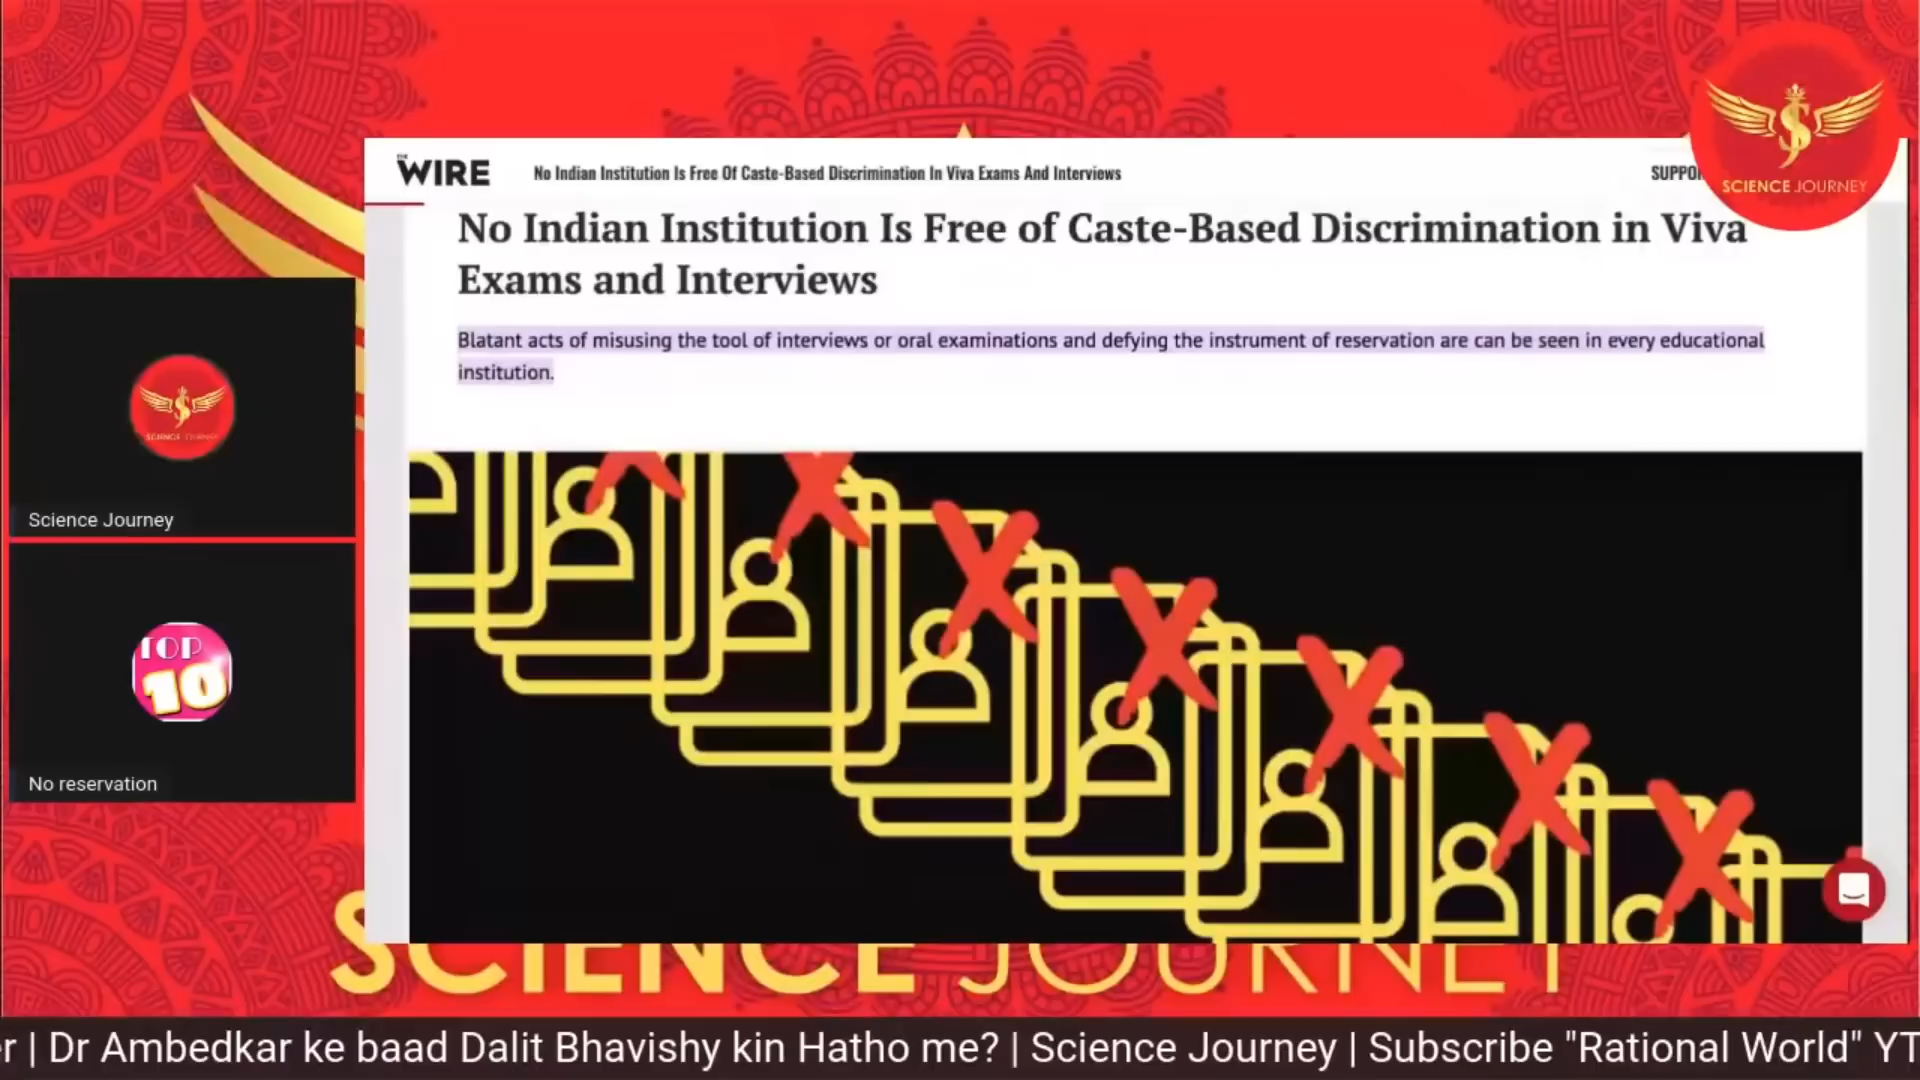 THE
WIRE
No Indian Institution Is Free Of Caste-Based Discrimination In Viva Exams And Interviews
SUPPO
SCIENCE JOURNEY
No Indian Institution Is Free of Caste-Based Discrimination in Viva
Exams and Interviews
Blatant acts of misusing the tool of interviews or oral examinations and defying the instrument of reservation are can be seen in every educational
institution.
SCIENCE JOURNEY
Science Journey
TOP
10
No reservation
SCIENCE JOURNEY
r | Dr Ambedkar ke baad Dalit Bhavishy kin Hatho me? | Science Journey | Subscribe "Rational World" YT